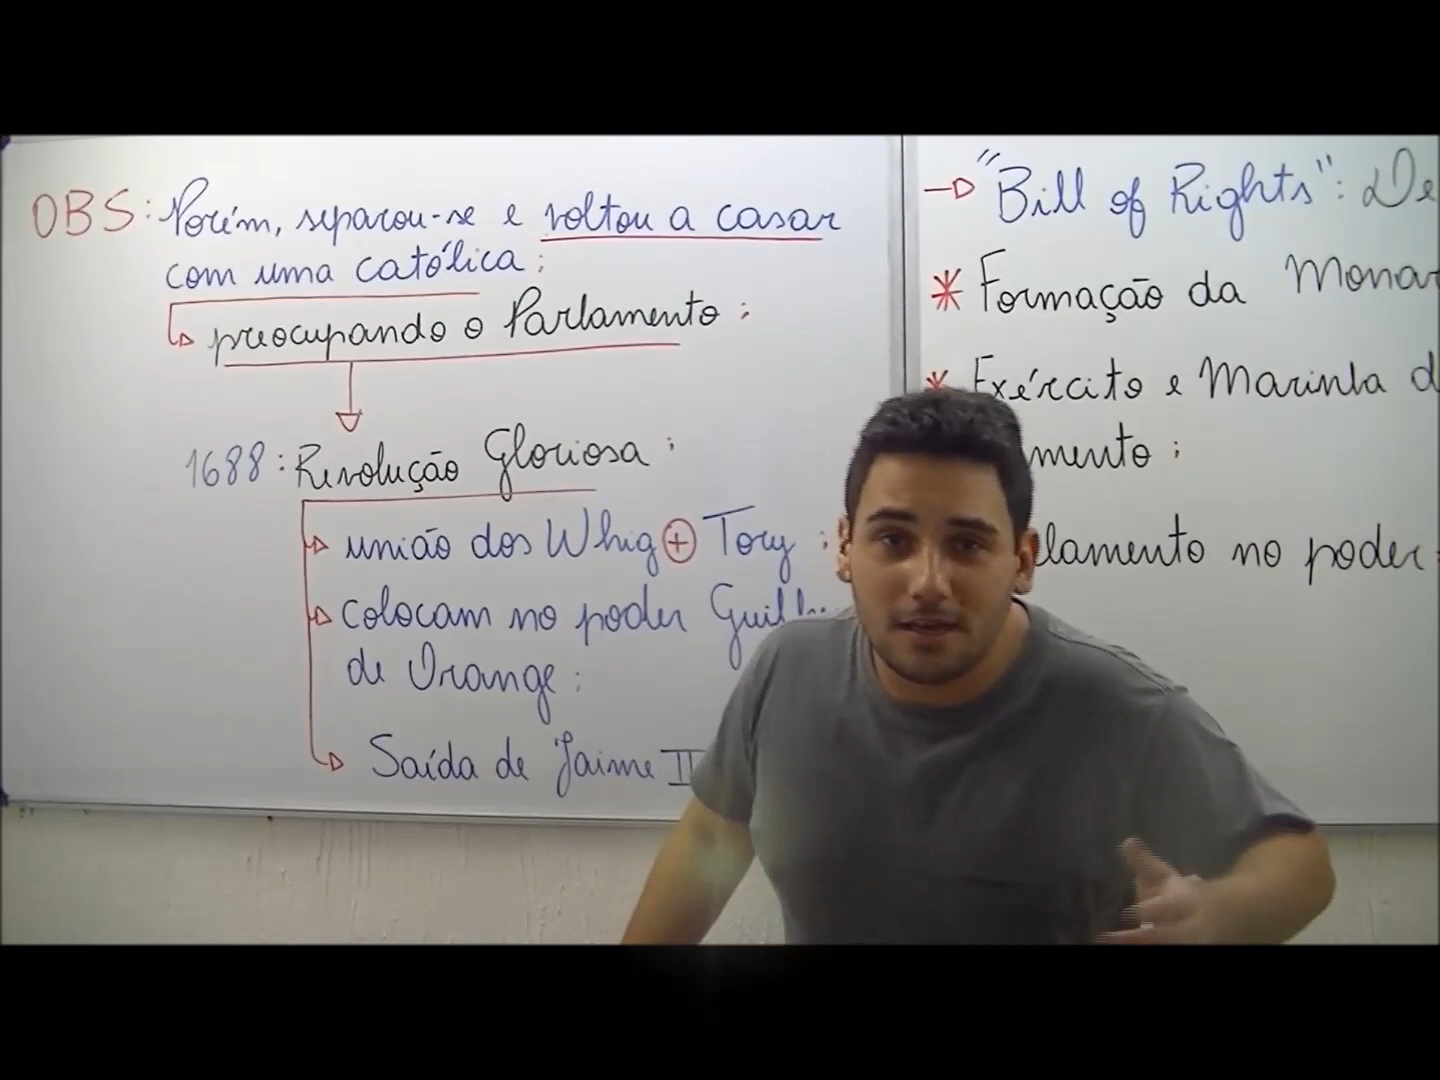 OBS: Porém, separou-se e voltou a casar
com uma católica;
preocupando o Parlamento;
1688: Revolução Gloriosa;
união dos Whig + Tory;
colocam no poder
de Orange;
Saída de Jaime II
"Bill of Rights":
* Formação da
* Exército e Marinha
mento;
lamento no poder